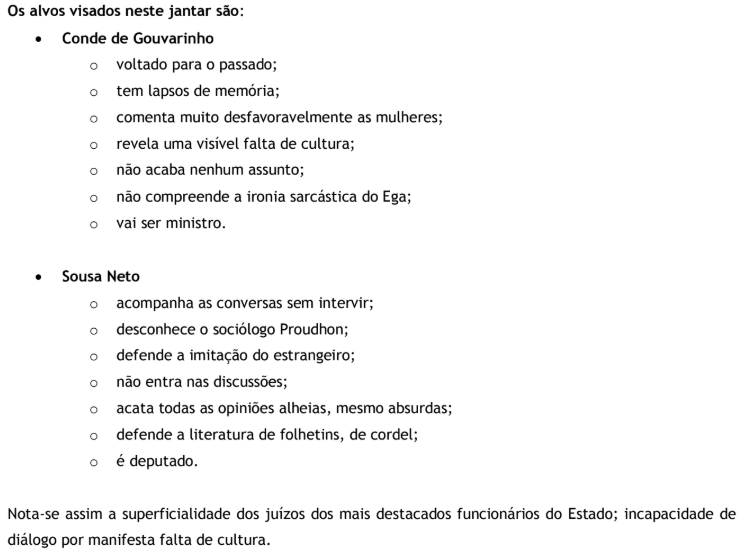 Os alvos visados neste jantar são:
• Conde de Gouvarinho
o voltado para o passado;
o tem lapsos de memória;
o comenta muito desfavoravelmente as mulheres;
o revela uma visível falta de cultura;
o não acaba nenhum assunto;
o não compreende a ironia sarcástica do Ega;
o vai ser ministro.
• Sousa Neto
o acompanha as conversas sem intervir;
o desconhece o sociólogo Proudhon;
o defende a imitação do estrangeiro;
o não entra nas discussões;
o acata todas as opiniões alheias, mesmo absurdas;
o defende a literatura de folhetins, de cordel;
o é deputado.
Nota-se assim a superficialidade dos juízos dos mais destacados funcionários do Estado; incapacidade de
diálogo por manifesta falta de cultura.